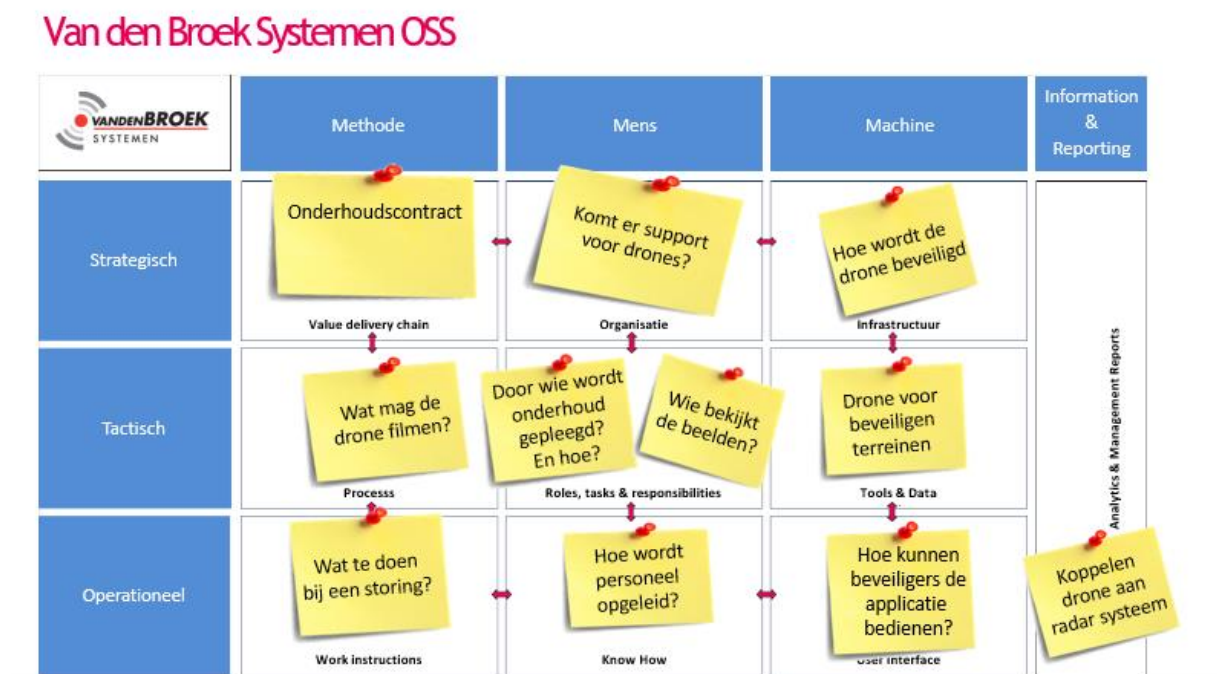 Van den Broek Systemen OSS
VANDENBROEK
SYSTEMEN
Methode
Mens
Machine
Information
&
Reporting
Strategisch
Onderhoudscontract
Value delivery chain
Komt er support
voor drones?
Organisatie
Hoe wordt de
drone beveiligd
Infrastructuur
Tactisch
Wat mag de
drone filmen?
Processs
Door wie wordt
onderhoud
gepleegd?
En hoe?
Wie bekijkt
de beelden?
Roles, tasks & responsibilities
Drone voor
beveiligen
terreinen
Tools & Data
Analytics & Management Reports
Operationeel
Wat te doen
bij een storing?
Work instructions
Hoe wordt
personeel
opgeleid?
Know How
Hoe kunnen
beveiligers de
applicatie
bedienen?
User interface
Koppelen
drone aan
radar systeem